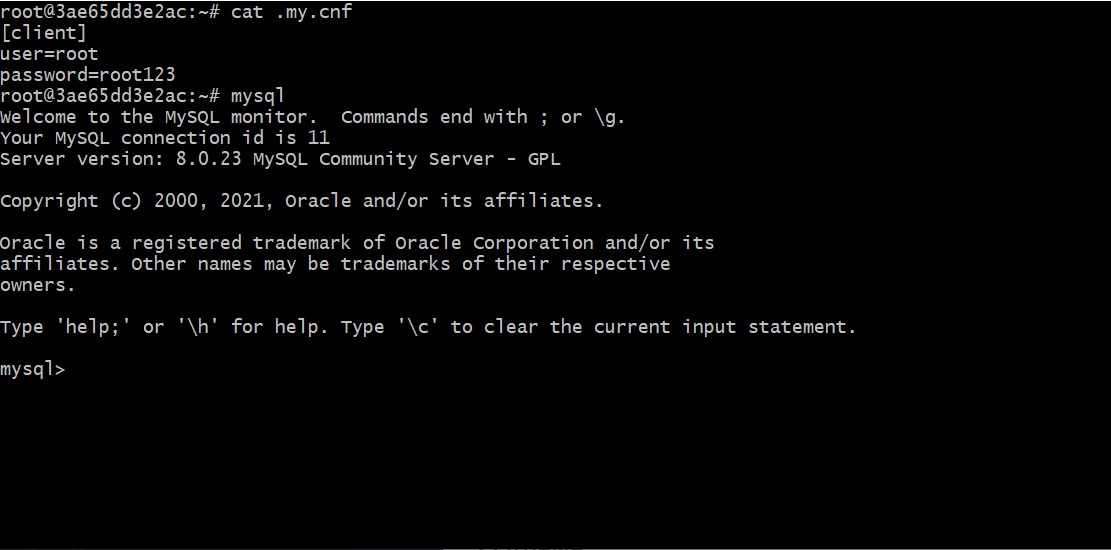 root@3ae65dd3e2ac:~# cat .my.cnf
[client]
user=root
password=root123
root@3ae65dd3e2ac:~# mysql
Welcome to the MySQL monitor.  Commands end with ; or \g.
Your MySQL connection id is 11
Server version: 8.0.23 MySQL Community Server - GPL
Copyright (c) 2000, 2021, Oracle and/or its affiliates.
Oracle is a registered trademark of Oracle Corporation and/or its
affiliates. Other names may be trademarks of their respective
owners.
Type 'help;' or '\h' for help. Type '\c' to clear the current input statement.
mysql>